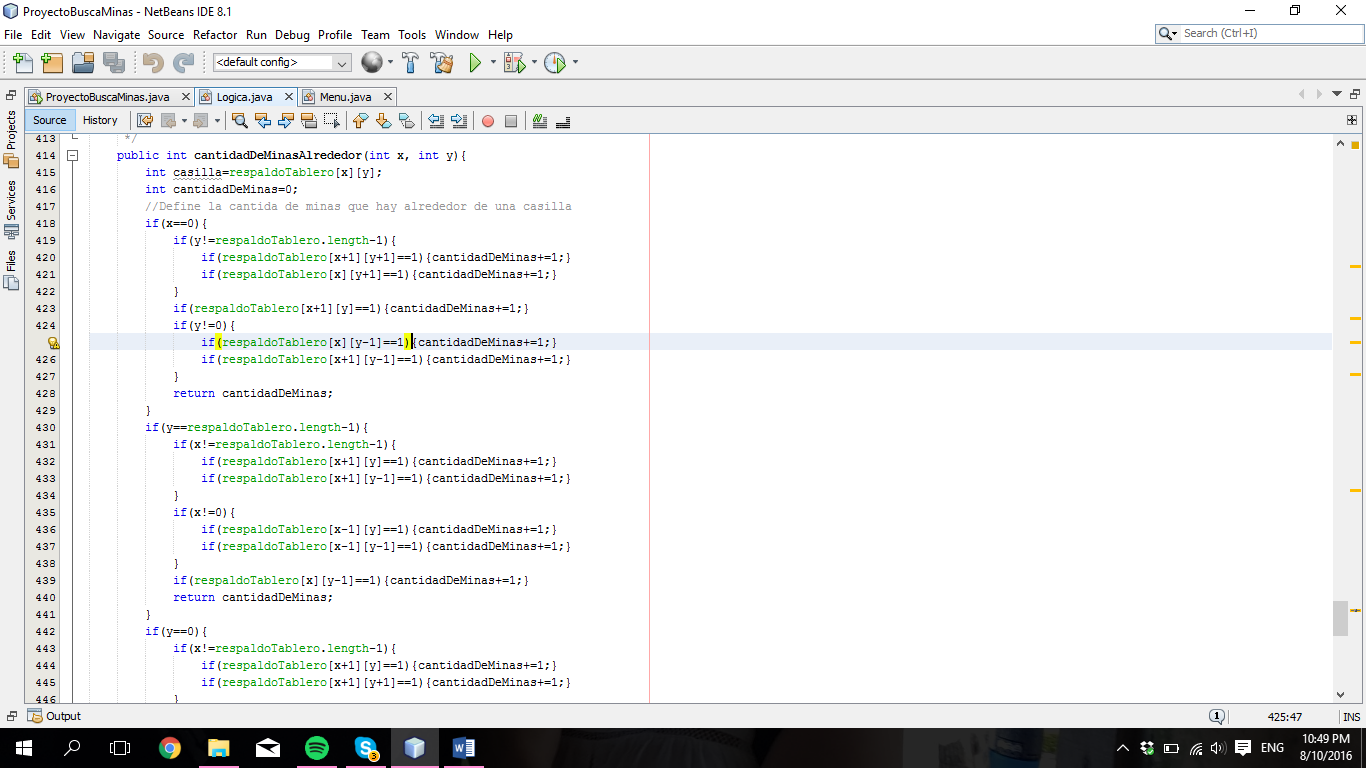 ProyectoBuscaMinas - NetBeans IDE 8.1
File Edit View Navigate Source Refactor Run Debug Profile Team Tools Window Help
Search (Ctrl+I)
<default config>
ProyectoBuscaMinas.java Logica.java Menu.java
Projects
Services
Files
Source History
413 */
414 public int cantidadDeMinasAlrededor(int x, int y){
415 int casilla=respaldoTablero[x][y];
416 int cantidadDeMinas=0;
417 //Define la cantida de minas que hay alrededor de una casilla
418 if(x==0){
419 if(y!=respaldoTablero.length-1){
420 if(respaldoTablero[x+1][y+1]==1){cantidadDeMinas+=1;}
421 if(respaldoTablero[x][y+1]==1){cantidadDeMinas+=1;}
422 }
423 if(respaldoTablero[x+1][y]==1){cantidadDeMinas+=1;}
424 if(y!=0){
if(respaldoTablero[x][y-1]==1){cantidadDeMinas+=1;}
426 if(respaldoTablero[x+1][y-1]==1){cantidadDeMinas+=1;}
427 }
428 return cantidadDeMinas;
429 }
430 if(y==respaldoTablero.length-1){
431 if(x!=respaldoTablero.length-1){
432 if(respaldoTablero[x+1][y]==1){cantidadDeMinas+=1;}
433 if(respaldoTablero[x+1][y-1]==1){cantidadDeMinas+=1;}
434 }
435 if(x!=0){
436 if(respaldoTablero[x-1][y]==1){cantidadDeMinas+=1;}
437 if(respaldoTablero[x-1][y-1]==1){cantidadDeMinas+=1;}
438 }
439 if(respaldoTablero[x][y-1]==1){cantidadDeMinas+=1;}
440 return cantidadDeMinas;
441 }
442 if(y==0){
443 if(x!=respaldoTablero.length-1){
444 if(respaldoTablero[x+1][y]==1){cantidadDeMinas+=1;}
445 if(respaldoTablero[x+1][y+1]==1){cantidadDeMinas+=1;}
446 }
Output
1 425:47 INS
3
ENG
10:49 PM
8/10/2016